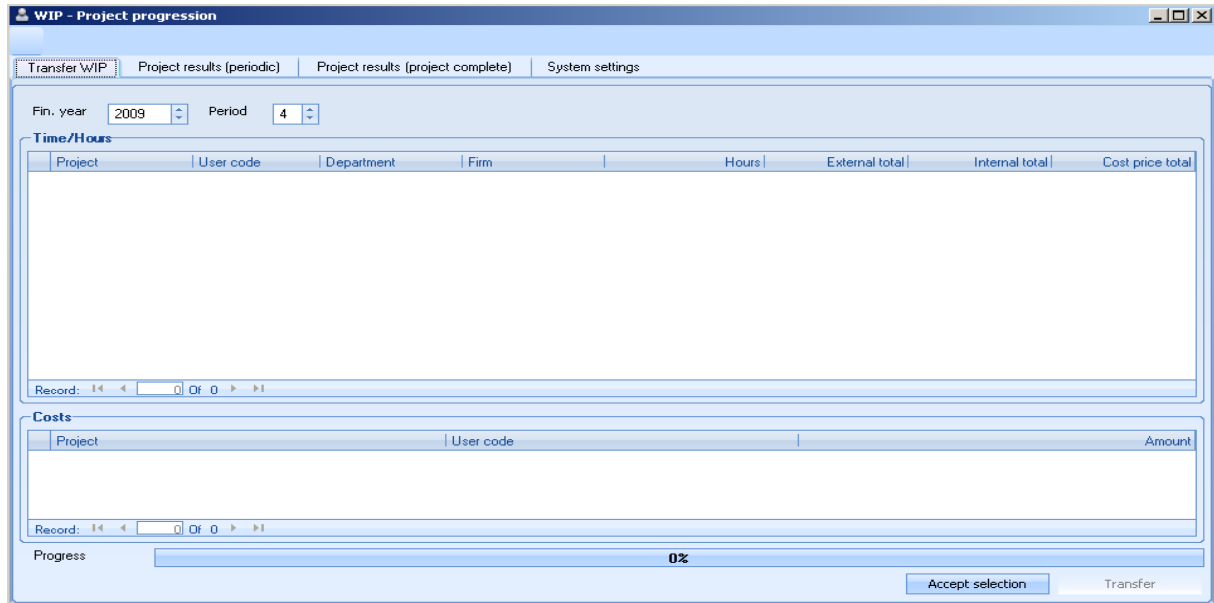 WIP - Project progression
Transfer WIP Project results (periodic) Project results (project complete) System settings
Fin. year 2009 Period 4
Time/Hours
Project User code Department Firm Hours External total Internal total Cost price total
Record: 0 Of 0
Costs
Project User code Amount
Record: 0 Of 0
Progress 0%
Accept selection Transfer